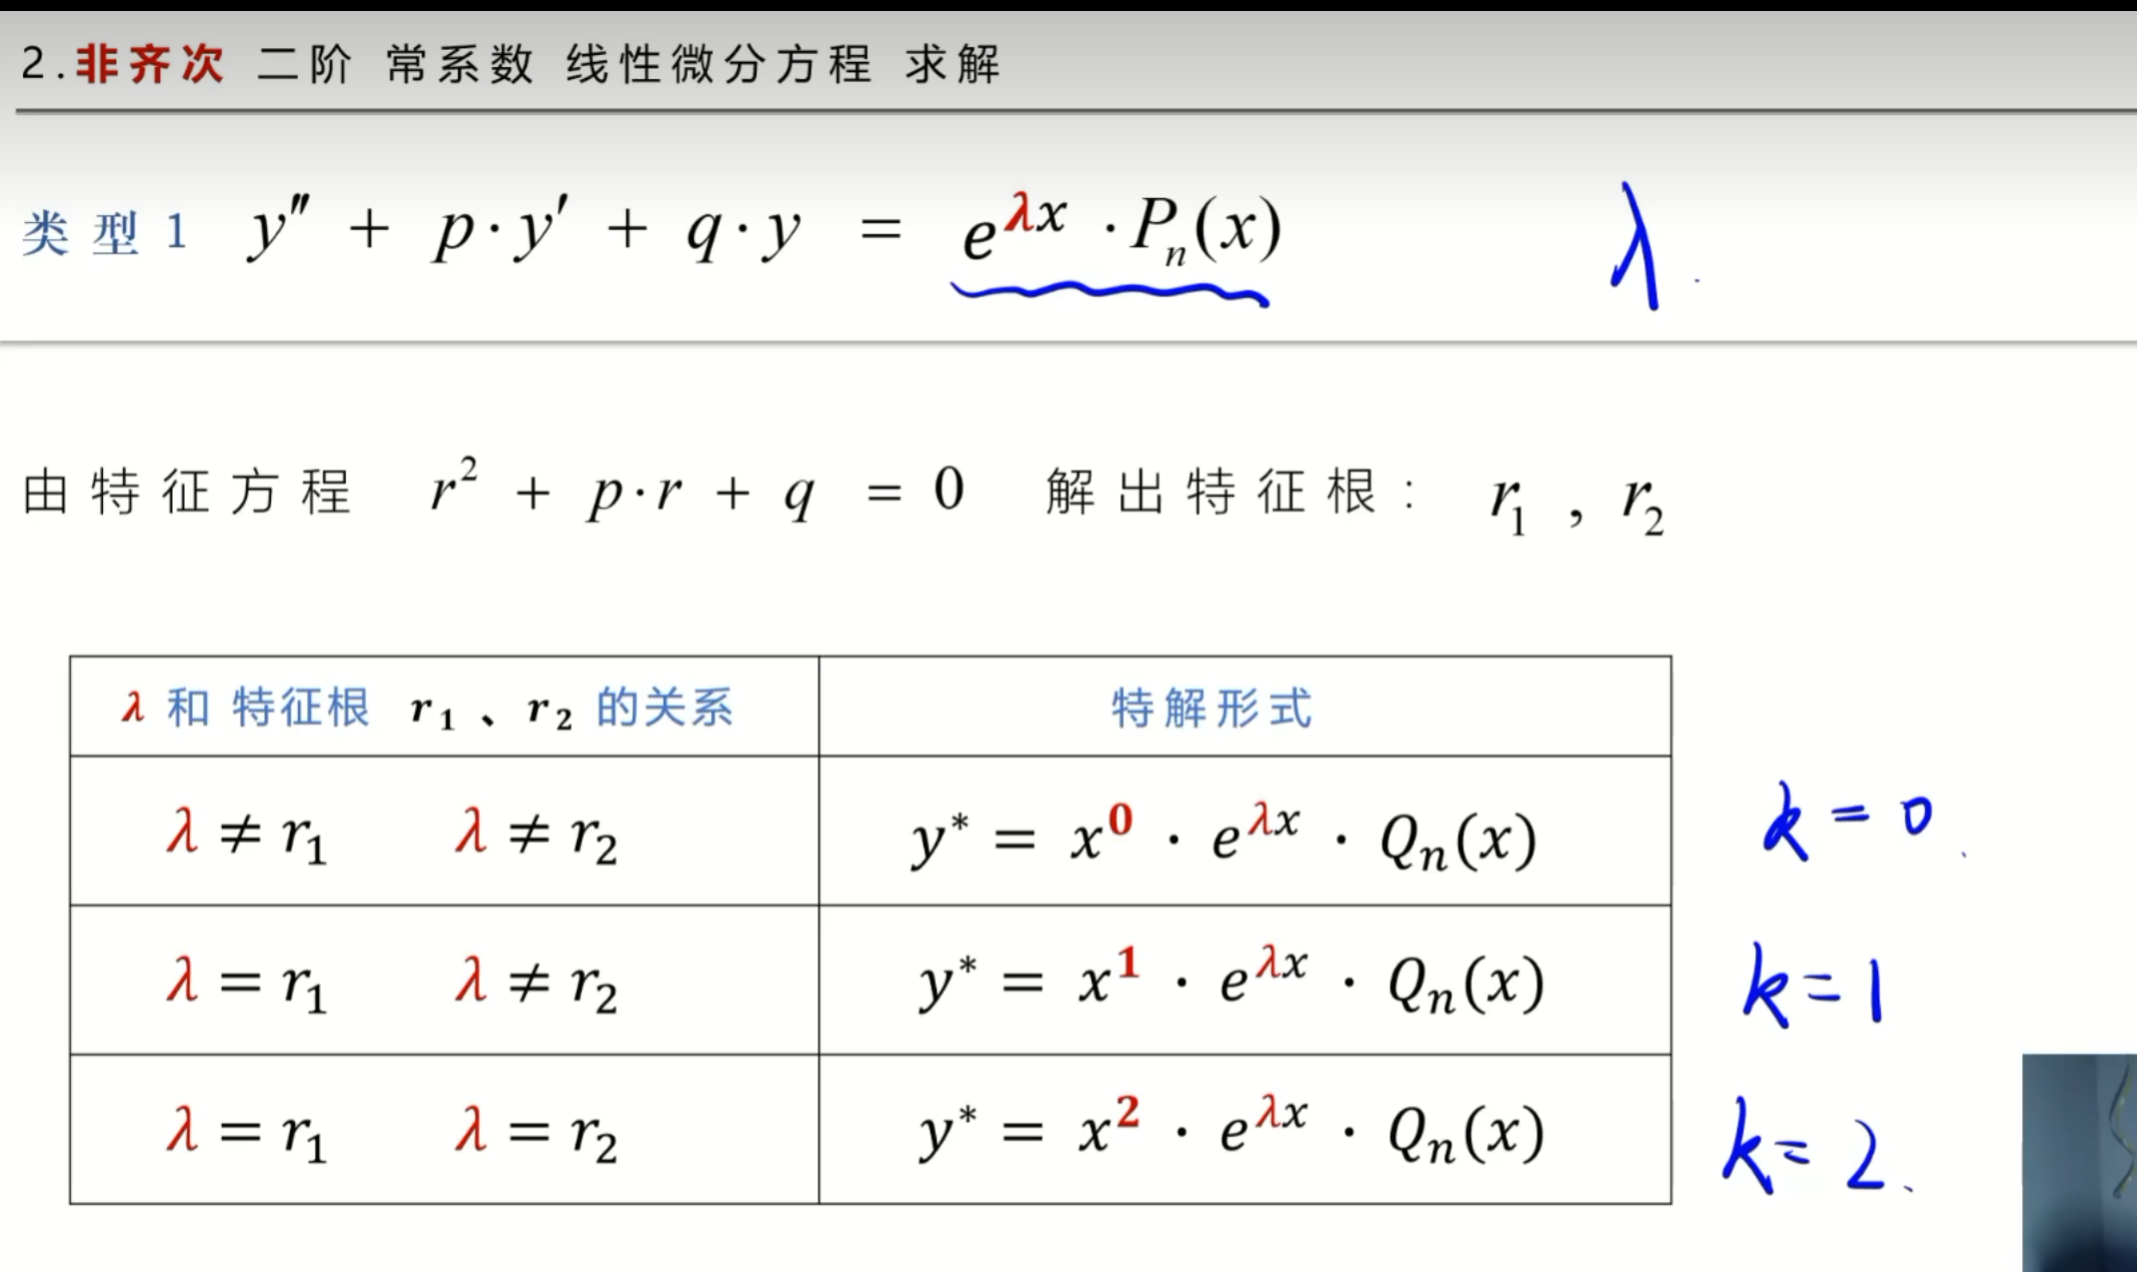 2.非齐次 二阶 常系数 线性微分方程 求解
类型1 y″ + p·y′ + q·y = e^{λx} ·P_n(x) λ.
由特征方程 r² + p·r + q = 0 解出特征根： r₁ , r₂
λ 和 特征根 r₁ 、r₂ 的关系 特解形式
λ ≠ r₁ λ ≠ r₂ y* = x⁰ · e^{λx} · Q_n(x) k = 0
λ = r₁ λ ≠ r₂ y* = x¹ · e^{λx} · Q_n(x) k = 1
λ = r₁ λ = r₂ y* = x² · e^{λx} · Q_n(x) k = 2